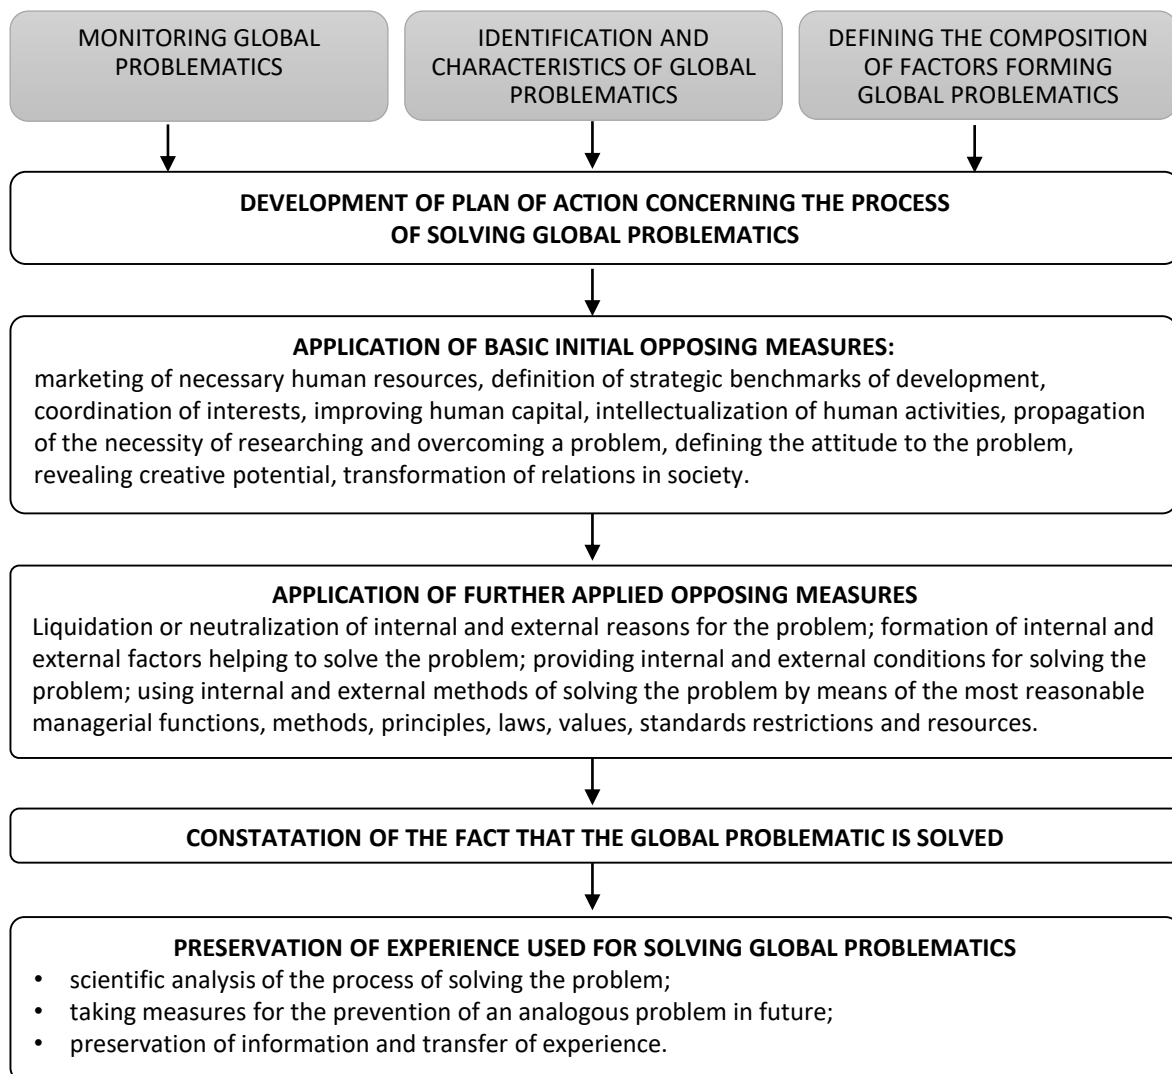 MONITORING GLOBAL
PROBLEMATICS
IDENTIFICATION AND
CHARACTERISTICS OF GLOBAL
PROBLEMATICS
DEFINING THE COMPOSITION
OF FACTORS FORMING
GLOBAL PROBLEMATICS
DEVELOPMENT OF PLAN OF ACTION CONCERNING THE PROCESS
OF SOLVING GLOBAL PROBLEMATICS
APPLICATION OF BASIC INITIAL OPPOSING MEASURES:
marketing of necessary human resources, definition of strategic benchmarks of development,
coordination of interests, improving human capital, intellectualization of human activities, propagation
of the necessity of researching and overcoming a problem, defining the attitude to the problem,
revealing creative potential, transformation of relations in society.
APPLICATION OF FURTHER APPLIED OPPOSING MEASURES
Liquidation or neutralization of internal and external reasons for the problem; formation of internal and
external factors helping to solve the problem; providing internal and external conditions for solving the
problem; using internal and external methods of solving the problem by means of the most reasonable
managerial functions, methods, principles, laws, values, standards restrictions and resources.
CONSTATATION OF THE FACT THAT THE GLOBAL PROBLEMATIC IS SOLVED
PRESERVATION OF EXPERIENCE USED FOR SOLVING GLOBAL PROBLEMATICS
• scientific analysis of the process of solving the problem;
• taking measures for the prevention of an analogous problem in future;
• preservation of information and transfer of experience.